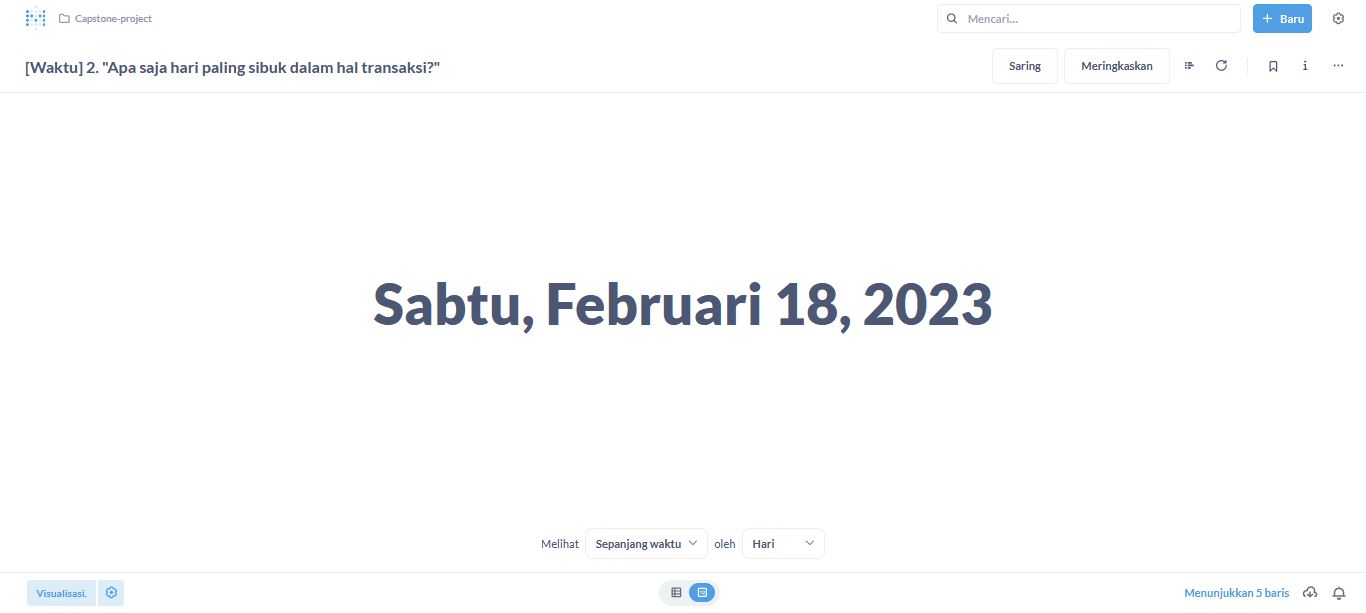 Capstone-project
Mencari...
Baru
[Waktu] 2. "Apa saja hari paling sibuk dalam hal transaksi?"
Saring
Meringkaskan
Sabtu, Februari 18, 2023
Melihat Sepanjang waktu oleh Hari
Visualisasi.
Menunjukkan 5 baris